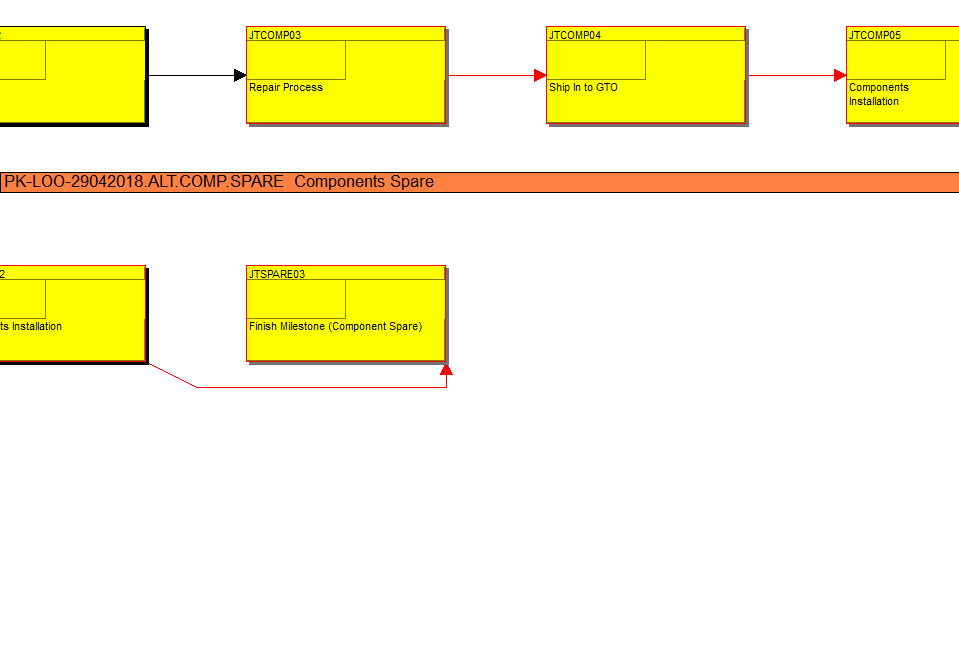 2
JTCOMP03
JTCOMP04
JTCOMP05
Repair Process
Ship In to GTO
Components
Installation
PK-LOO-29042018.ALT.COMP.SPARE  Components Spare
2
JTSPARE03
ts Installation
Finish Milestone (Component Spare)